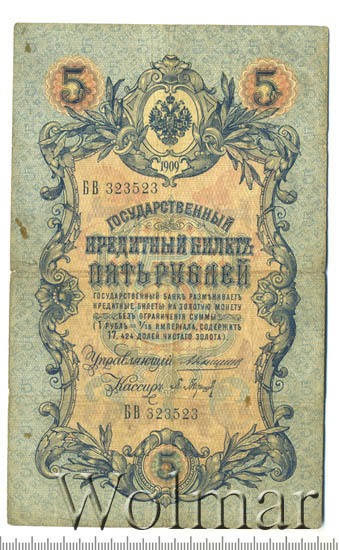 5 5
1909
БВ 323523
ГОСУДАРСТВЕННЫЙ
КРЕДИТНЫЙ БИЛЕТЪ
ПЯТЬ РУБЛЕЙ
ГОСУДАРСТВЕННЫЙ БАНКЪ РАЗМѢНИВАЕТЪ
КРЕДИТНЫЕ БИЛЕТЫ НА ЗОЛОТУЮ МОНЕТУ
БЕЗЪ ОГРАНИЧЕНІЯ СУММЫ
(1 РУБЛЬ = 1/15 ИМПЕРІАЛА, СОДЕРЖИТЪ
17,424 ДОЛЕЙ ЧИСТАГО ЗОЛОТА)
Управляющій
Кассиръ
БВ 323523
5
Wolmar